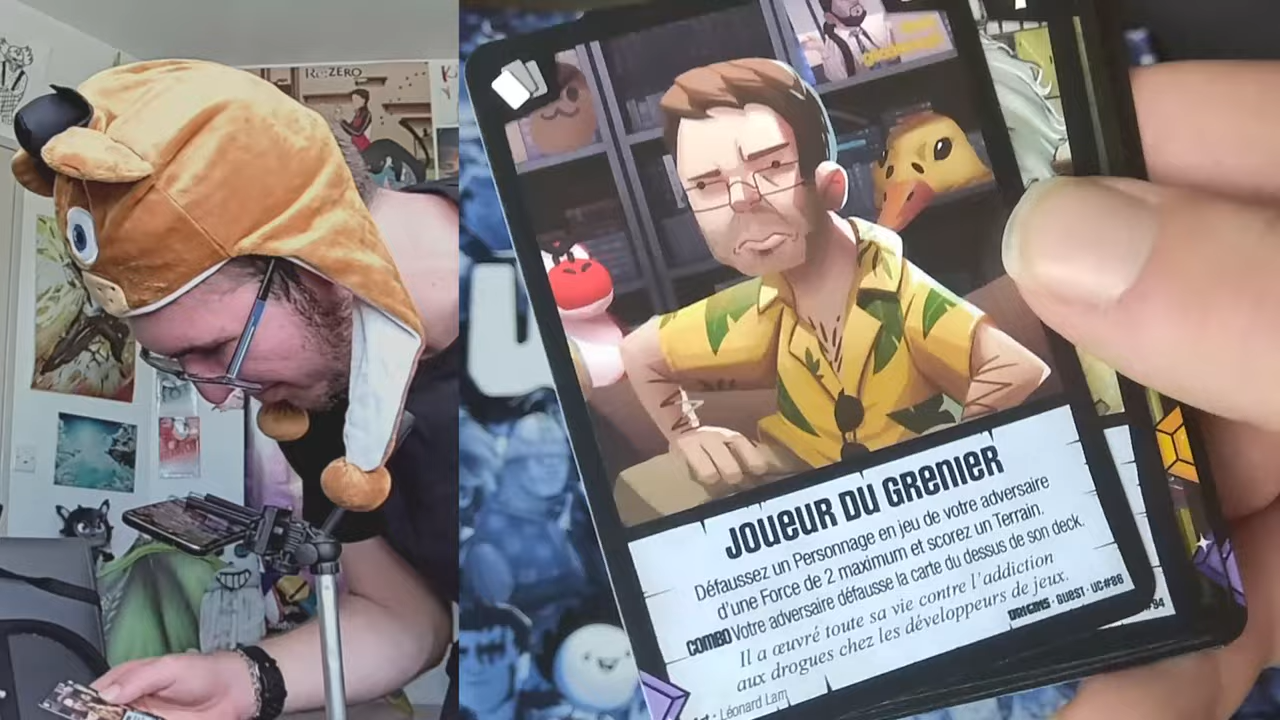 Re:ZERO
JOUEUR DU GRENIER
Défaussez un Personnage en jeu de votre adversaire
d'une Force de 2 maximum et scorez un Terrain.
COMBO Votre adversaire défausse la carte du dessus de son deck.
Il a œuvré toute sa vie contre l'addiction
aux drogues chez les développeurs de jeux.
ORIGINS · GUEST · UC#86
#94
Léonard Lam